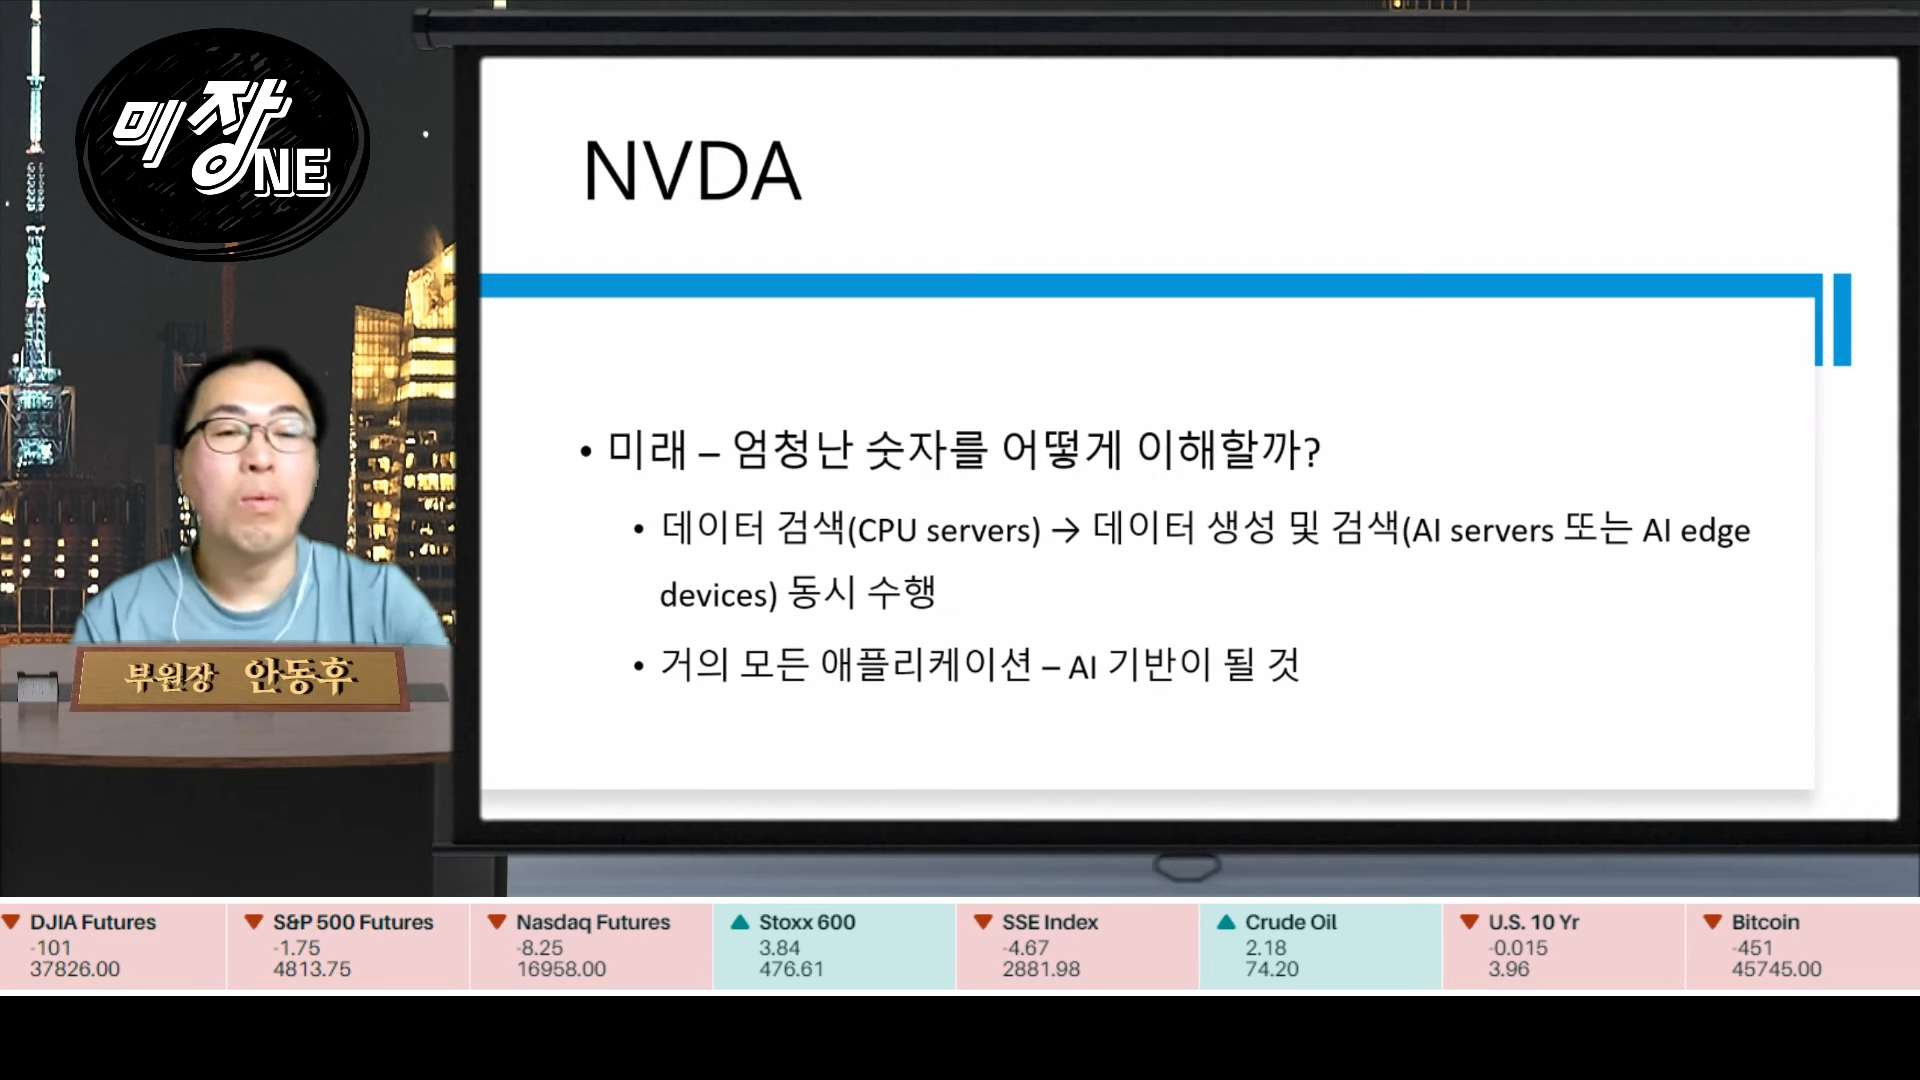 미장NE
NVDA
• 미래 – 엄청난 숫자를 어떻게 이해할까?
• 데이터 검색(CPU servers) → 데이터 생성 및 검색(AI servers 또는 AI edge
devices) 동시 수행
• 거의 모든 애플리케이션 – AI 기반이 될 것
부원장 안동후
▼ DJIA Futures
-101
37826.00
▼ S&P 500 Futures
-1.75
4813.75
▼ Nasdaq Futures
-8.25
16958.00
▲ Stoxx 600
3.84
476.61
▼ SSE Index
-4.67
2881.98
▲ Crude Oil
2.18
74.20
▼ U.S. 10 Yr
-0.015
3.96
▼ Bitcoin
-451
45745.00